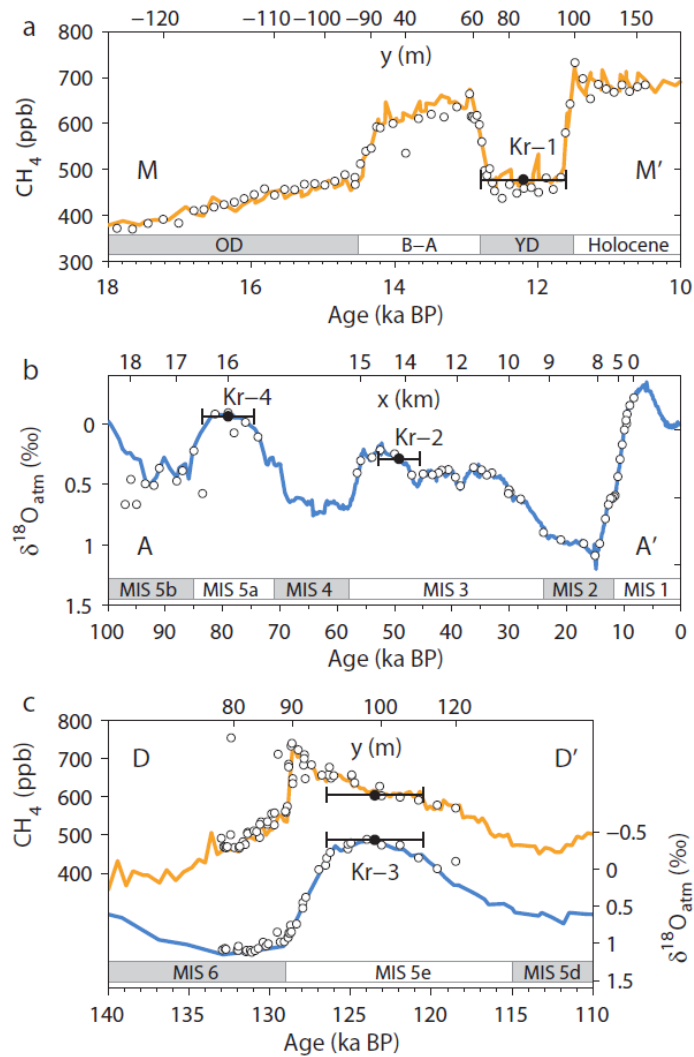 a
−120 −110 −100 −90 40 60 80 100 150
y (m)
800
700
600
500
400
300
CH4 (ppb)
M
Kr−1
M′
OD B−A YD Holocene
18 16 14 12 10
Age (ka BP)
b
18 17 16 15 14 12 10 9 8 5 0
x (km)
Kr−4
Kr−2
0
0.5
1
1.5
δ18Oatm (‰)
A
A′
MIS 5b MIS 5a MIS 4 MIS 3 MIS 2 MIS 1
100 90 80 70 60 50 40 30 20 10 0
Age (ka BP)
c
80 90 100 120
y (m)
800
700
600
500
400
CH4 (ppb)
D
D′
Kr−3
−0.5
0
0.5
1
1.5
δ18Oatm (‰)
MIS 6 MIS 5e MIS 5d
140 130 120 110
Age (ka BP)